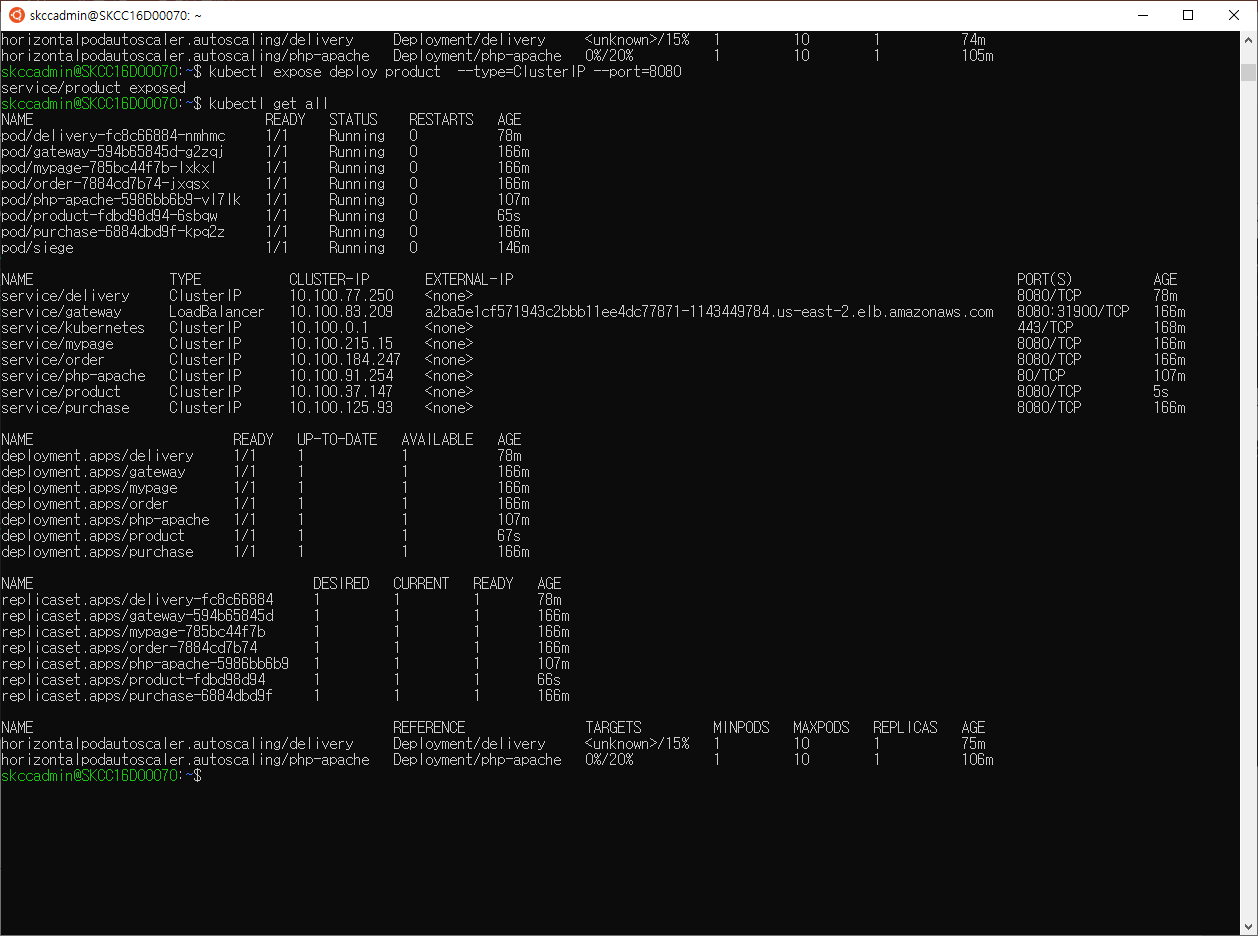 skccadmin@SKCC16D00070: ~
horizontalpodautoscaler.autoscaling/delivery Deployment/delivery <unknown>/15% 1 10 1 74m
horizontalpodautoscaler.autoscaling/php-apache Deployment/php-apache 0%/20% 1 10 1 105m
skccadmin@SKCC16D00070:~$ kubectl expose deploy product --type=ClusterIP --port=8080
service/product exposed
skccadmin@SKCC16D00070:~$ kubectl get all
NAME READY STATUS RESTARTS AGE
pod/delivery-fc8c66884-nmhmc 1/1 Running 0 78m
pod/gateway-594b65845d-g2zqj 1/1 Running 0 166m
pod/mypage-785bc44f7b-lxkxl 1/1 Running 0 166m
pod/order-7884cd7b74-jxqsx 1/1 Running 0 166m
pod/php-apache-5986bb6b9-vl7lk 1/1 Running 0 107m
pod/product-fdbd98d94-6sbqw 1/1 Running 0 65s
pod/purchase-6884dbd9f-kpq2z 1/1 Running 0 166m
pod/siege 1/1 Running 0 146m
NAME TYPE CLUSTER-IP EXTERNAL-IP PORT(S) AGE
service/delivery ClusterIP 10.100.77.250 <none> 8080/TCP 78m
service/gateway LoadBalancer 10.100.83.209 a2ba5e1cf571943c2bbb11ee4dc77871-1143449784.us-east-2.elb.amazonaws.com 8080:31900/TCP 166m
service/kubernetes ClusterIP 10.100.0.1 <none> 443/TCP 168m
service/mypage ClusterIP 10.100.215.15 <none> 8080/TCP 166m
service/order ClusterIP 10.100.184.247 <none> 8080/TCP 166m
service/php-apache ClusterIP 10.100.91.254 <none> 80/TCP 107m
service/product ClusterIP 10.100.37.147 <none> 8080/TCP 5s
service/purchase ClusterIP 10.100.125.93 <none> 8080/TCP 166m
NAME READY UP-TO-DATE AVAILABLE AGE
deployment.apps/delivery 1/1 1 1 78m
deployment.apps/gateway 1/1 1 1 166m
deployment.apps/mypage 1/1 1 1 166m
deployment.apps/order 1/1 1 1 166m
deployment.apps/php-apache 1/1 1 1 107m
deployment.apps/product 1/1 1 1 67s
deployment.apps/purchase 1/1 1 1 166m
NAME DESIRED CURRENT READY AGE
replicaset.apps/delivery-fc8c66884 1 1 1 78m
replicaset.apps/gateway-594b65845d 1 1 1 166m
replicaset.apps/mypage-785bc44f7b 1 1 1 166m
replicaset.apps/order-7884cd7b74 1 1 1 166m
replicaset.apps/php-apache-5986bb6b9 1 1 1 107m
replicaset.apps/product-fdbd98d94 1 1 1 66s
replicaset.apps/purchase-6884dbd9f 1 1 1 166m
NAME REFERENCE TARGETS MINPODS MAXPODS REPLICAS AGE
horizontalpodautoscaler.autoscaling/delivery Deployment/delivery <unknown>/15% 1 10 1 75m
horizontalpodautoscaler.autoscaling/php-apache Deployment/php-apache 0%/20% 1 10 1 106m
skccadmin@SKCC16D00070:~$